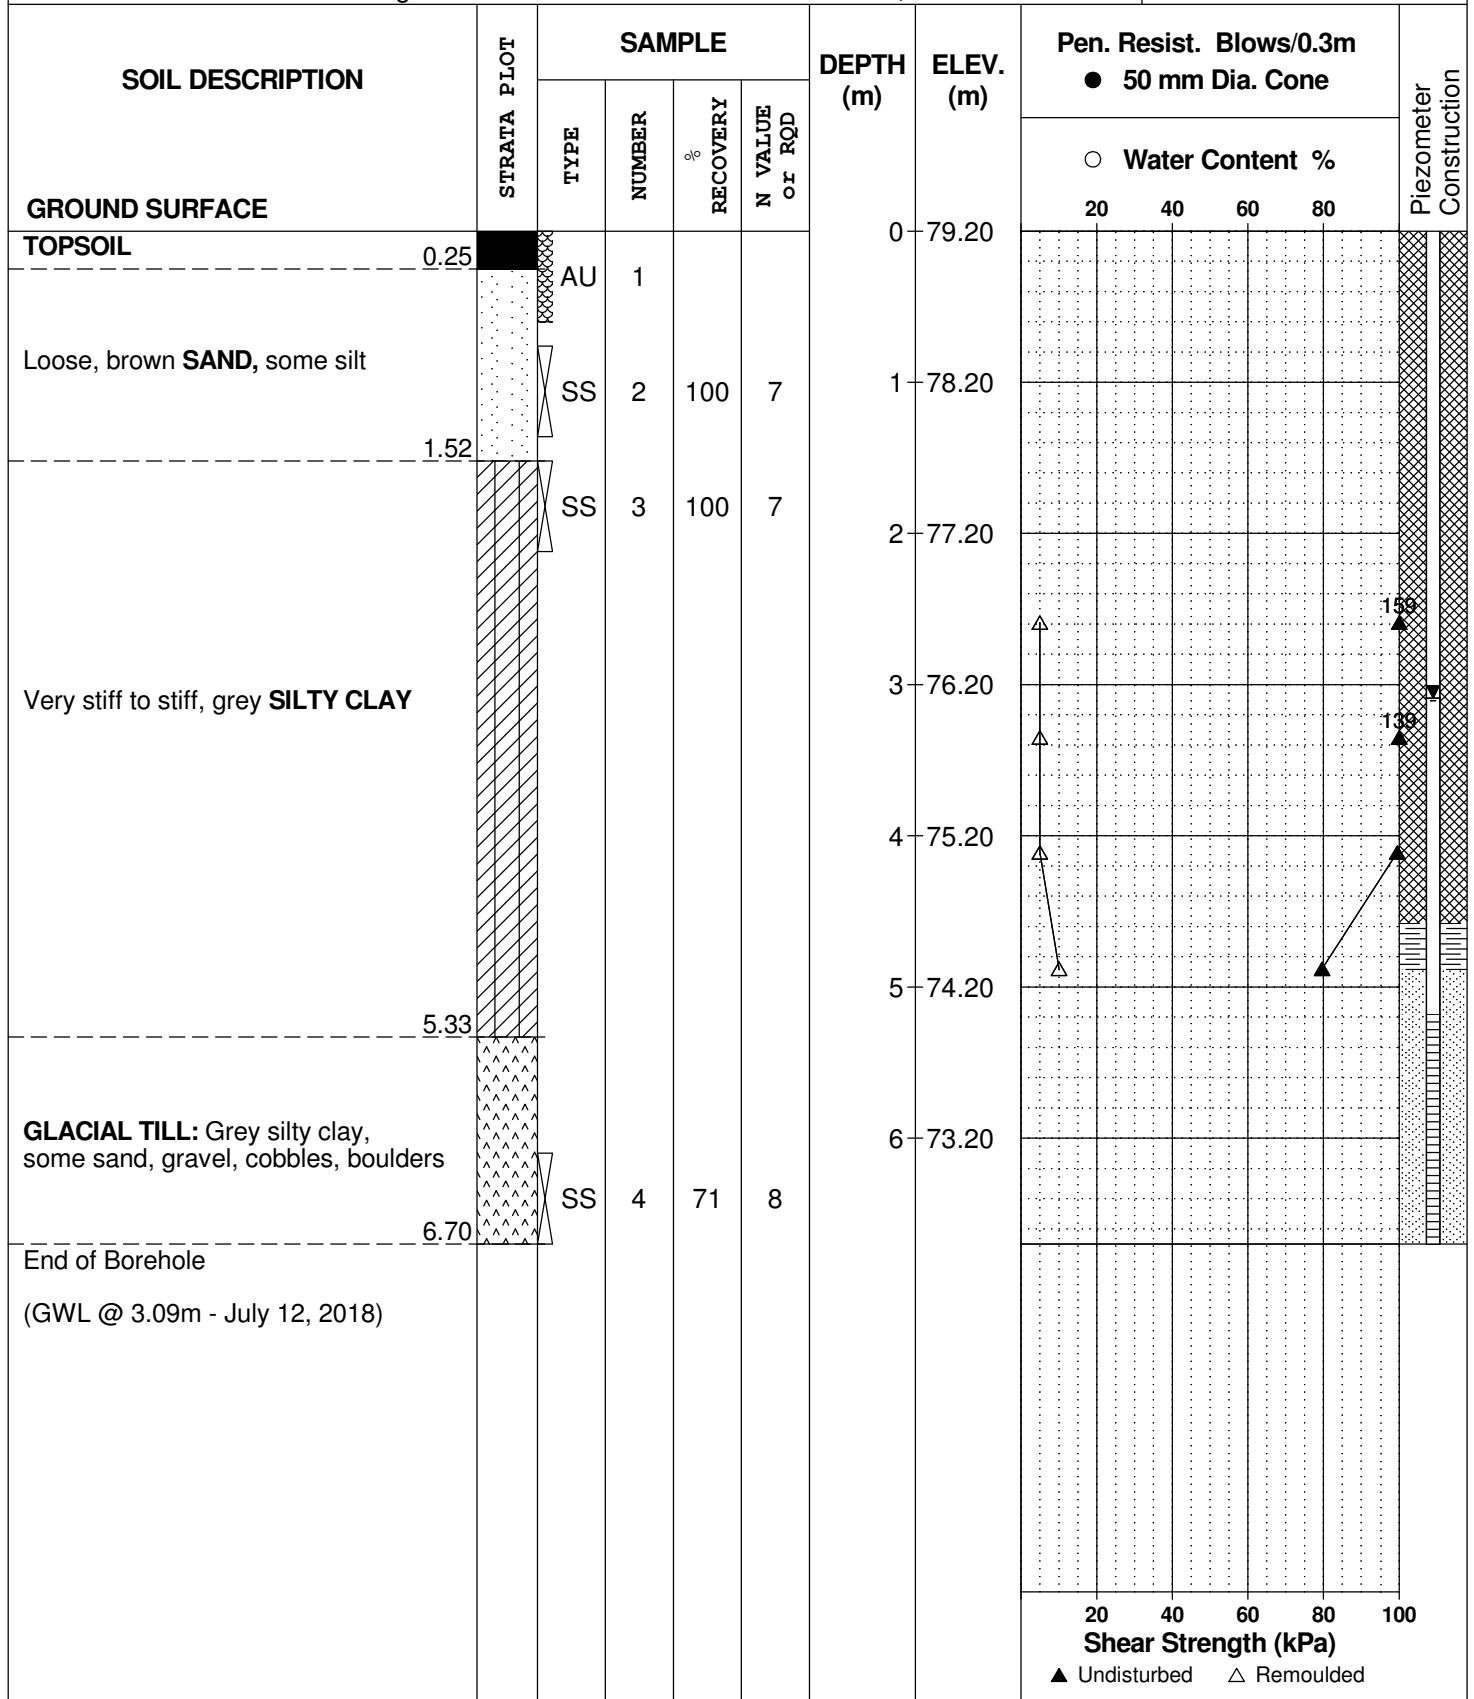 SOIL DESCRIPTION
GROUND SURFACE
STRATA PLOT
SAMPLE
TYPE
NUMBER
%
RECOVERY
N VALUE
or RQD
DEPTH
(m)
ELEV.
(m)
Pen. Resist. Blows/0.3m
● 50 mm Dia. Cone
○ Water Content %
20 40 60 80
Piezometer
Construction
TOPSOIL
0.25
AU 1
0 79.20
Loose, brown SAND, some silt
SS 2 100 7
1 78.20
1.52
SS 3 100 7
2 77.20
159
Very stiff to stiff, grey SILTY CLAY
3 76.20
139
4 75.20
5 74.20
5.33
GLACIAL TILL: Grey silty clay,
some sand, gravel, cobbles, boulders
6 73.20
SS 4 71 8
6.70
End of Borehole
(GWL @ 3.09m - July 12, 2018)
20 40 60 80 100
Shear Strength (kPa)
▲ Undisturbed △ Remoulded